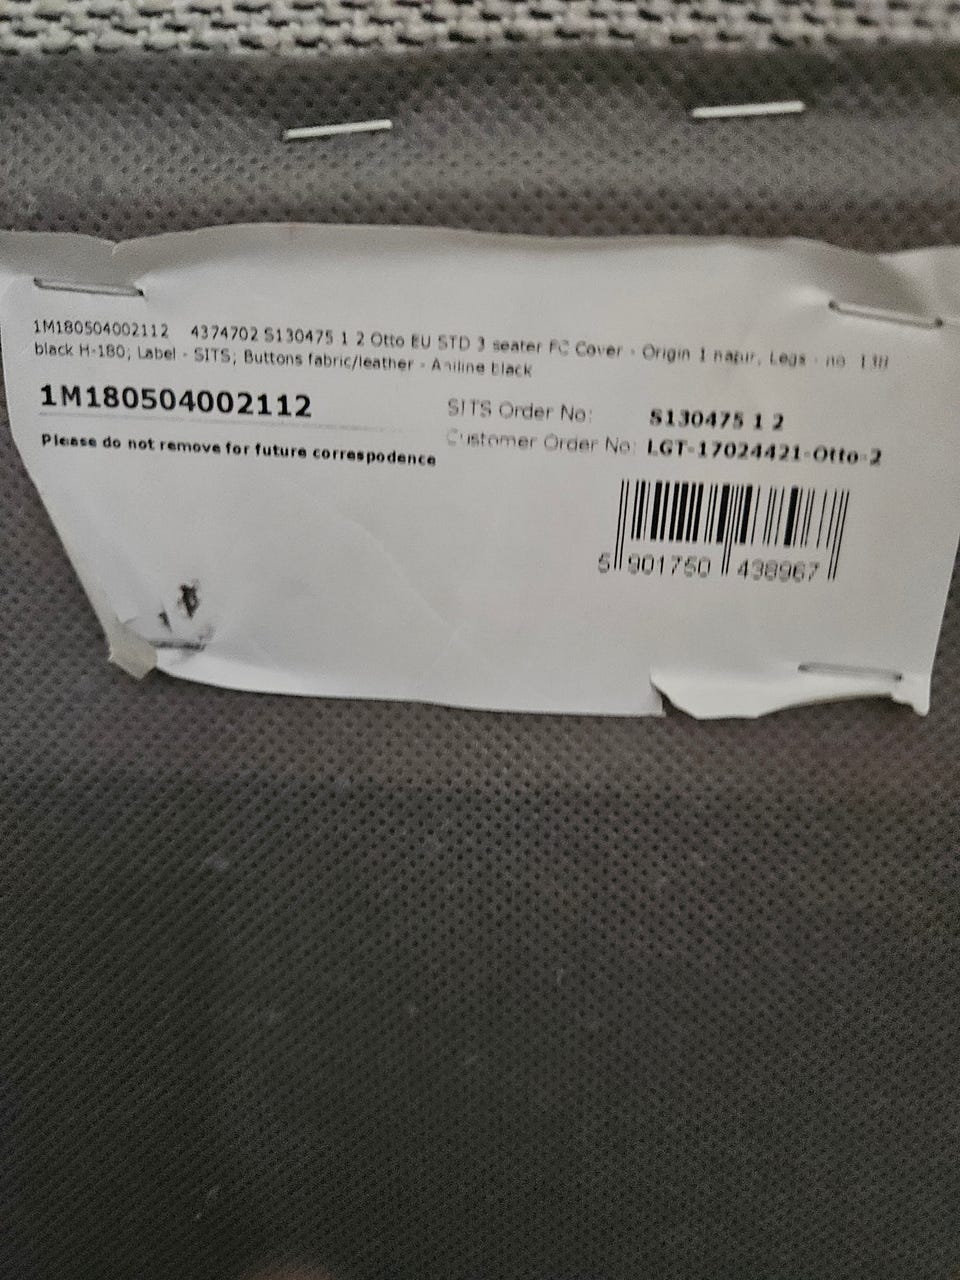 1M180504002112 4374702 S130475 1 2 Otto EU STD 3 seater FC Cover - Origin 1 natur, Legs - no 13B
black H-180; Label - SITS; Buttons fabric/leather - Aniline black
1M180504002112
SITS Order No: S130475 1 2
Please do not remove for future correspodence
Customer Order No: LGT-17024421-Otto-2
5 901750 438967